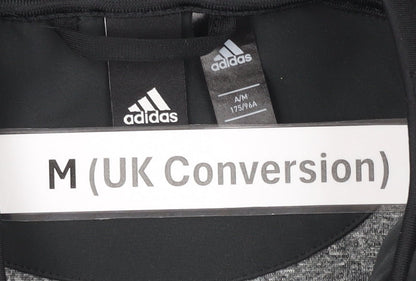 adidas
adidas
A/M
175/96A
M (UK Conversion)